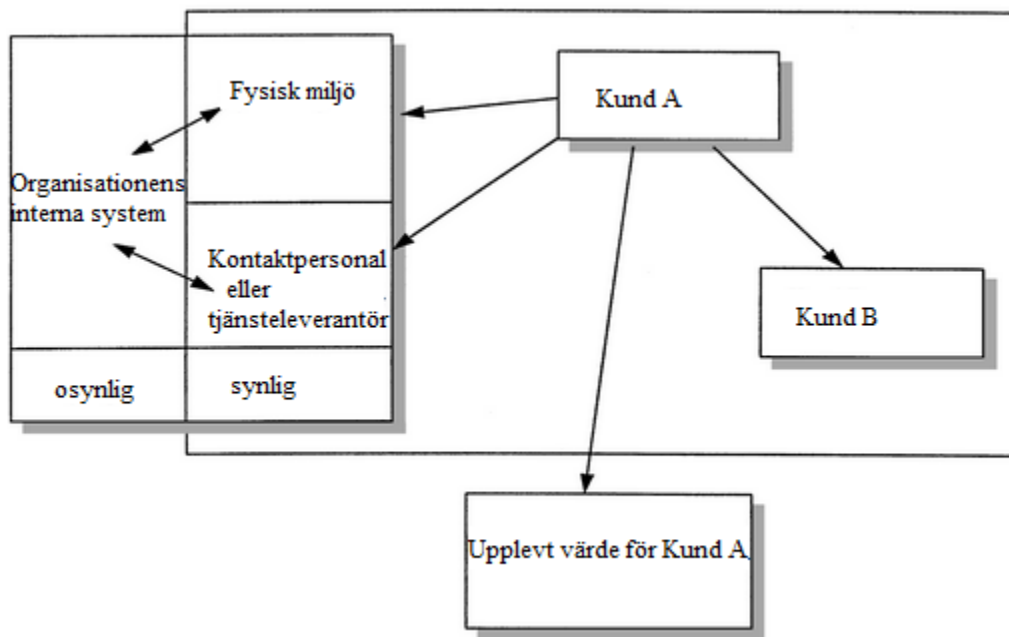 Fysisk miljö
Kund A
Organisationens
interna system
Kontaktpersonal
eller
tjänsteleverantör
Kund B
osynlig
synlig
Upplevt värde för Kund A